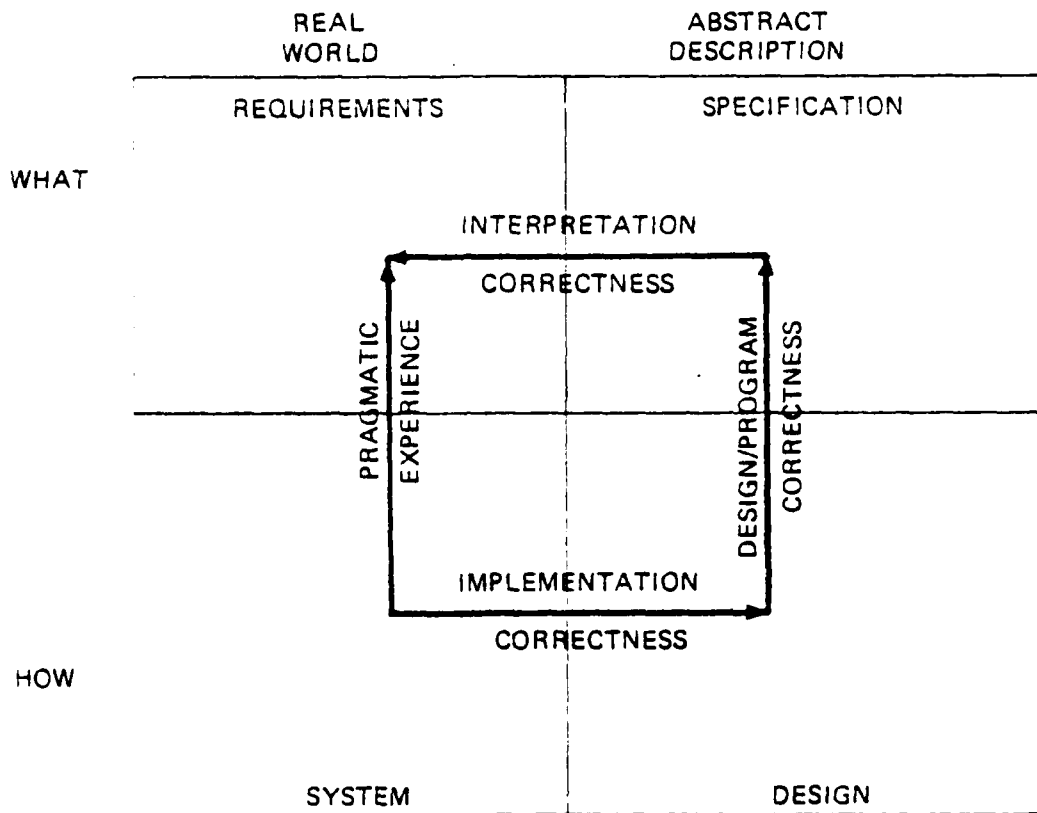 REAL
WORLD
ABSTRACT
DESCRIPTION
REQUIREMENTS
SPECIFICATION
WHAT
INTERPRETATION
CORRECTNESS
PRAGMATIC
EXPERIENCE
DESIGN/PROGRAM
CORRECTNESS
IMPLEMENTATION
CORRECTNESS
HOW
SYSTEM
DESIGN